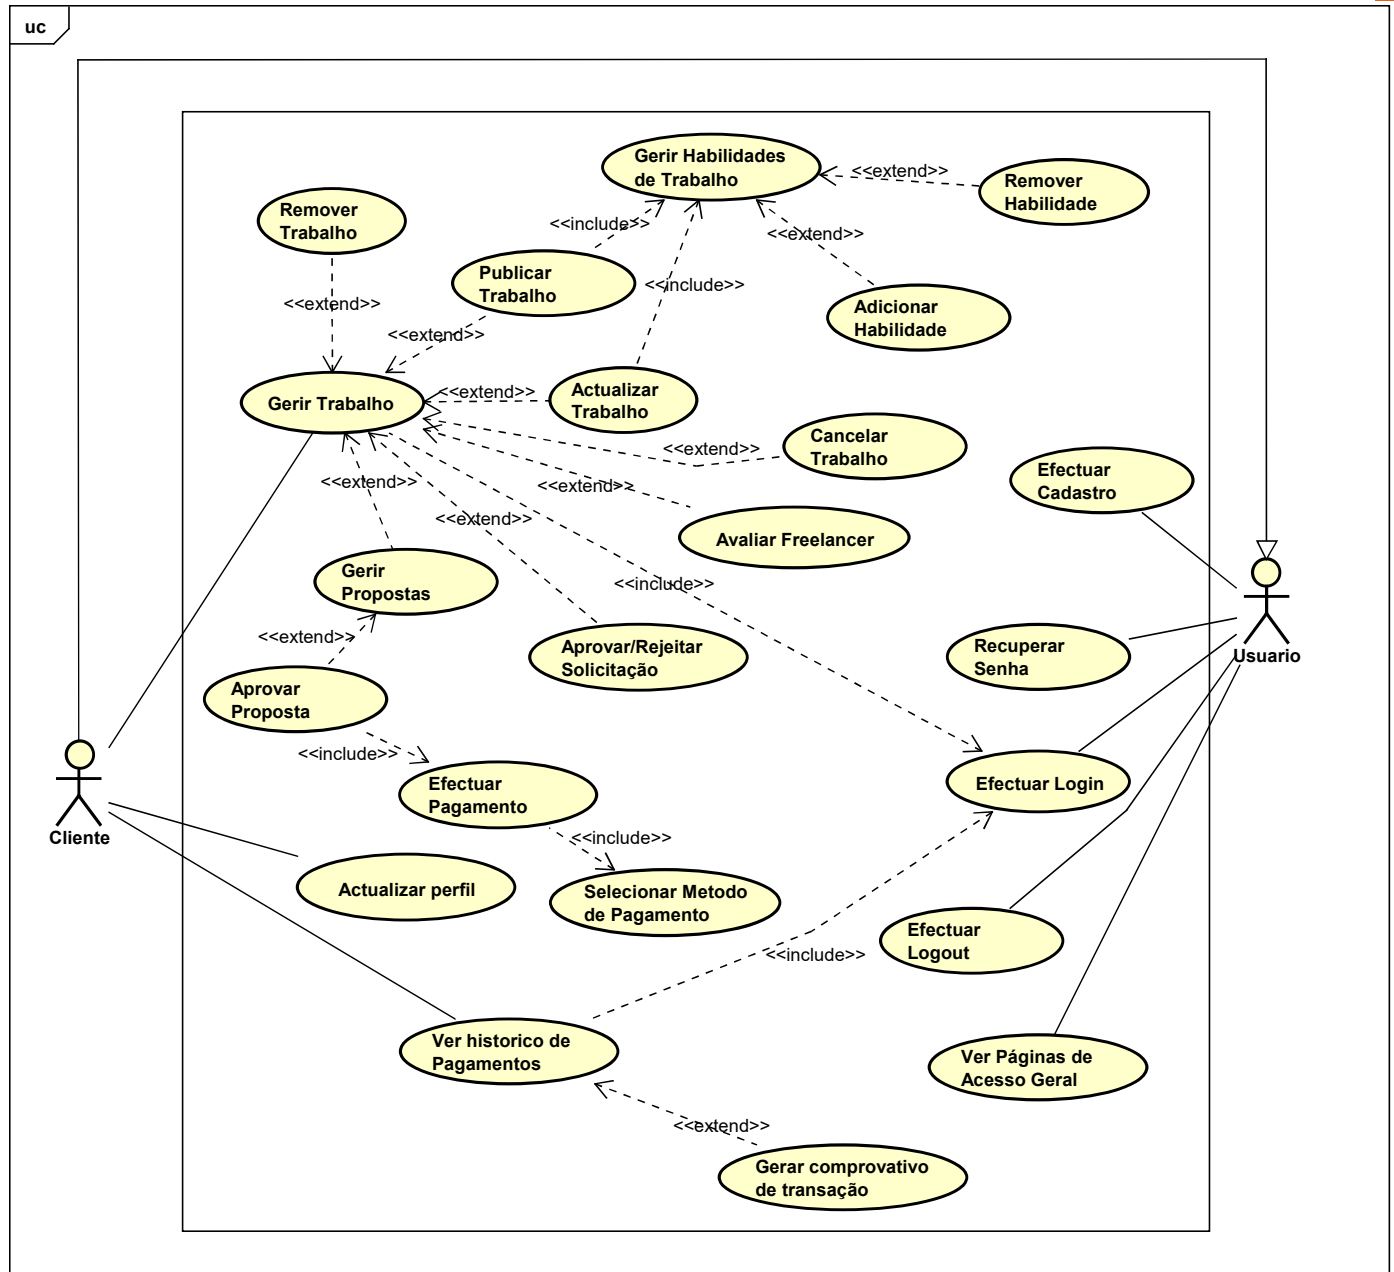 uc
Gerir Habilidades
de Trabalho
<<extend>>
Remover
Habilidade
Remover
Trabalho
<<include>>
<<extend>>
Publicar
Trabalho
<<include>>
Adicionar
Habilidade
<<extend>>
<<extend>>
Gerir Trabalho
<<extend>>
Actualizar
Trabalho
<<extend>>
Cancelar
Trabalho
Efectuar
Cadastro
<<extend>>
<<extend>>
<<extend>>
Avaliar Freelancer
Gerir
Propostas
<<include>>
<<extend>>
Aprovar/Rejeitar
Solicitação
Recuperar
Senha
Usuario
Aprovar
Proposta
<<include>>
Efectuar
Pagamento
Efectuar Login
Cliente
<<include>>
Actualizar perfil
Selecionar Metodo
de Pagamento
Efectuar
Logout
<<include>>
Ver historico de
Pagamentos
Ver Páginas de
Acesso Geral
<<extend>>
Gerar comprovativo
de transação